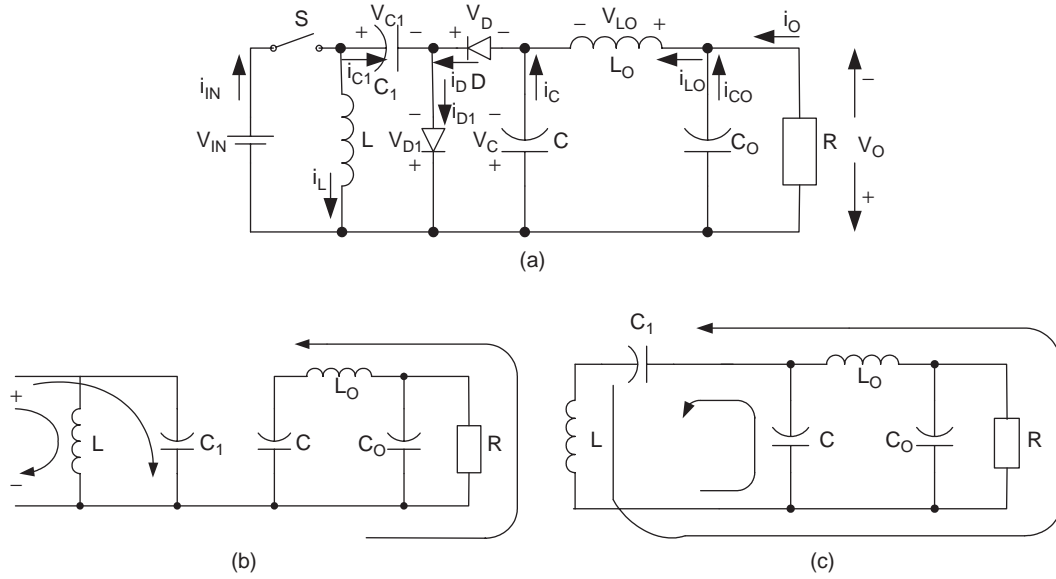 S
+ V_C1 −
+ V_D −
− V_LO +
i_O
i_IN
i_C1
C_1
i_D D
i_C
L_O
i_LO
i_CO
−
V_IN
L
i_D1
−
V_D1
+
−
V_C
+
C
C_O
R
V_O
i_L
+
(a)
+
−
L
C_1
C
L_O
C_O
R
(b)
C_1
L
C
L_O
C_O
R
(c)